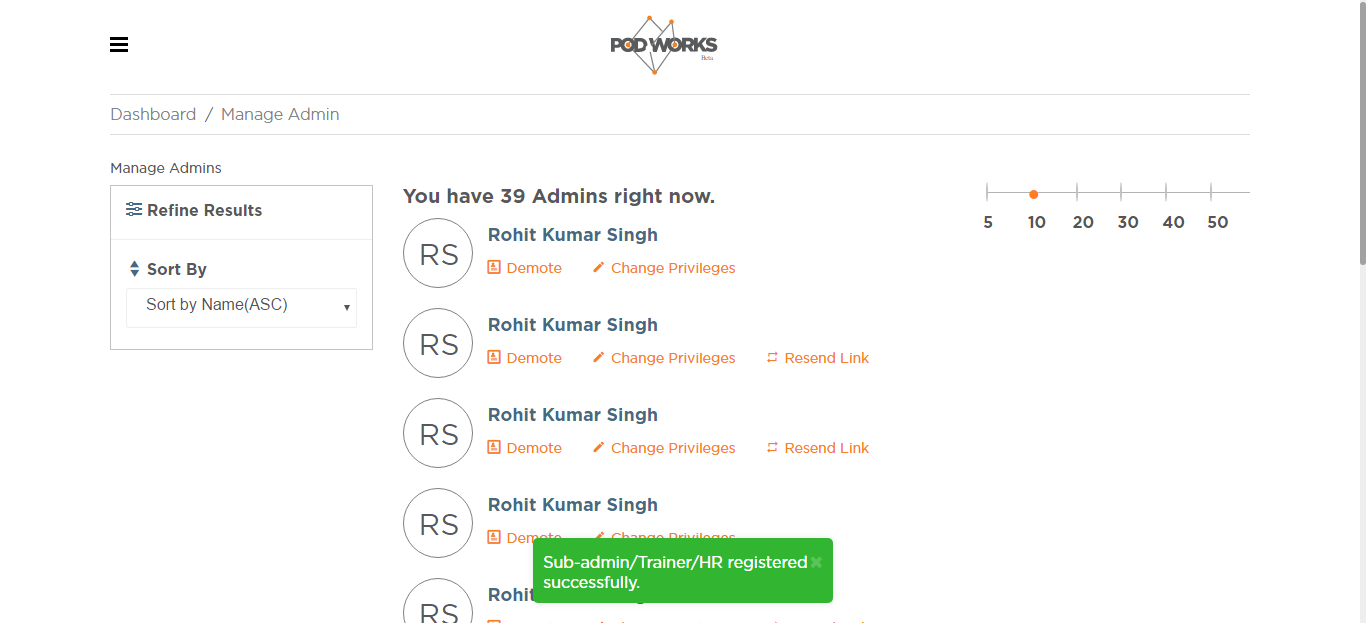 POD WORKS
Beta
Dashboard / Manage Admin
Manage Admins
Refine Results
Sort By
Sort by Name(ASC)
You have 39 Admins right now.
5 10 20 30 40 50
RS
Rohit Kumar Singh
Demote Change Privileges
RS
Rohit Kumar Singh
Demote Change Privileges Resend Link
RS
Rohit Kumar Singh
Demote Change Privileges Resend Link
RS
Rohit Kumar Singh
Demote Change Privileges
RS
Rohit
Sub-admin/Trainer/HR registered
successfully.